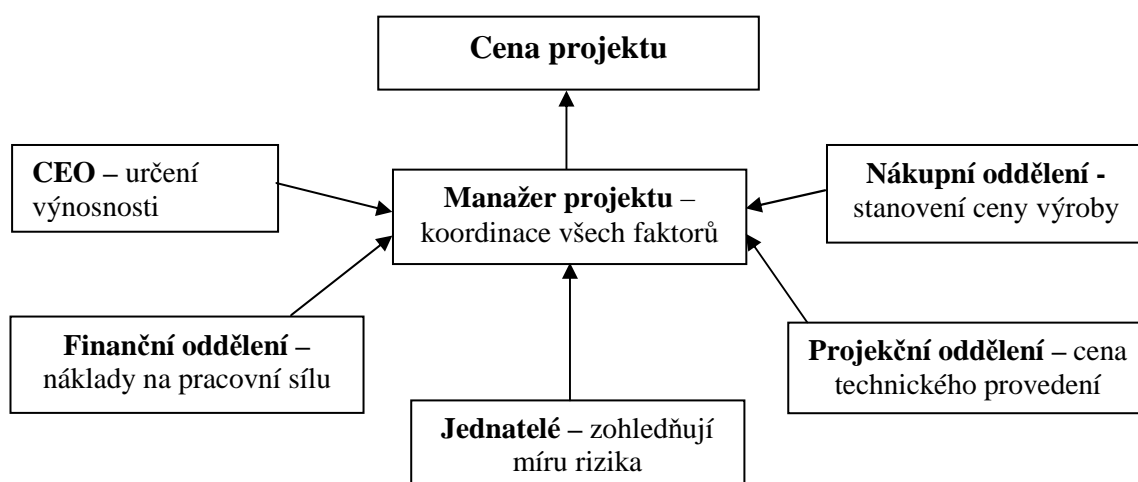 Cena projektu
CEO – určení
výnosnosti
Manažer projektu –
koordinace všech faktorů
Nákupní oddělení -
stanovení ceny výroby
Finanční oddělení –
náklady na pracovní sílu
Projekční oddělení – cena
technického provedení
Jednatelé – zohledňují
míru rizika